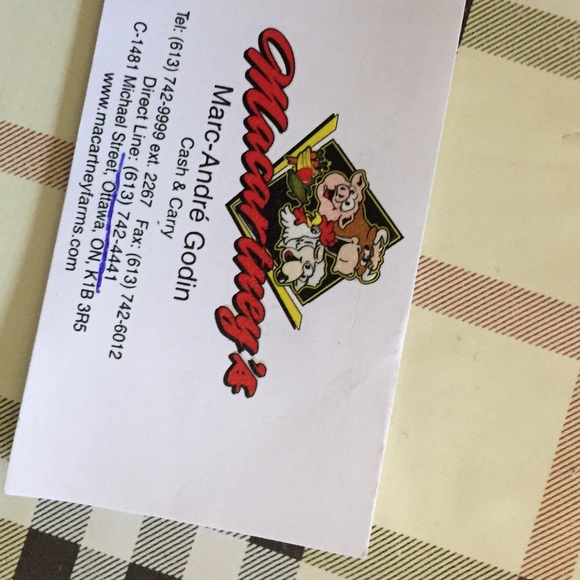 Macartney's
Marc-André Godin
Cash & Carry
Tel: (613) 742-9999 ext. 2267 Fax: (613) 742-6012
Direct Line: (613) 742-4441
C-1481 Michael Street, Ottawa, ON, K1B 3R5
www.macartneyfarms.com